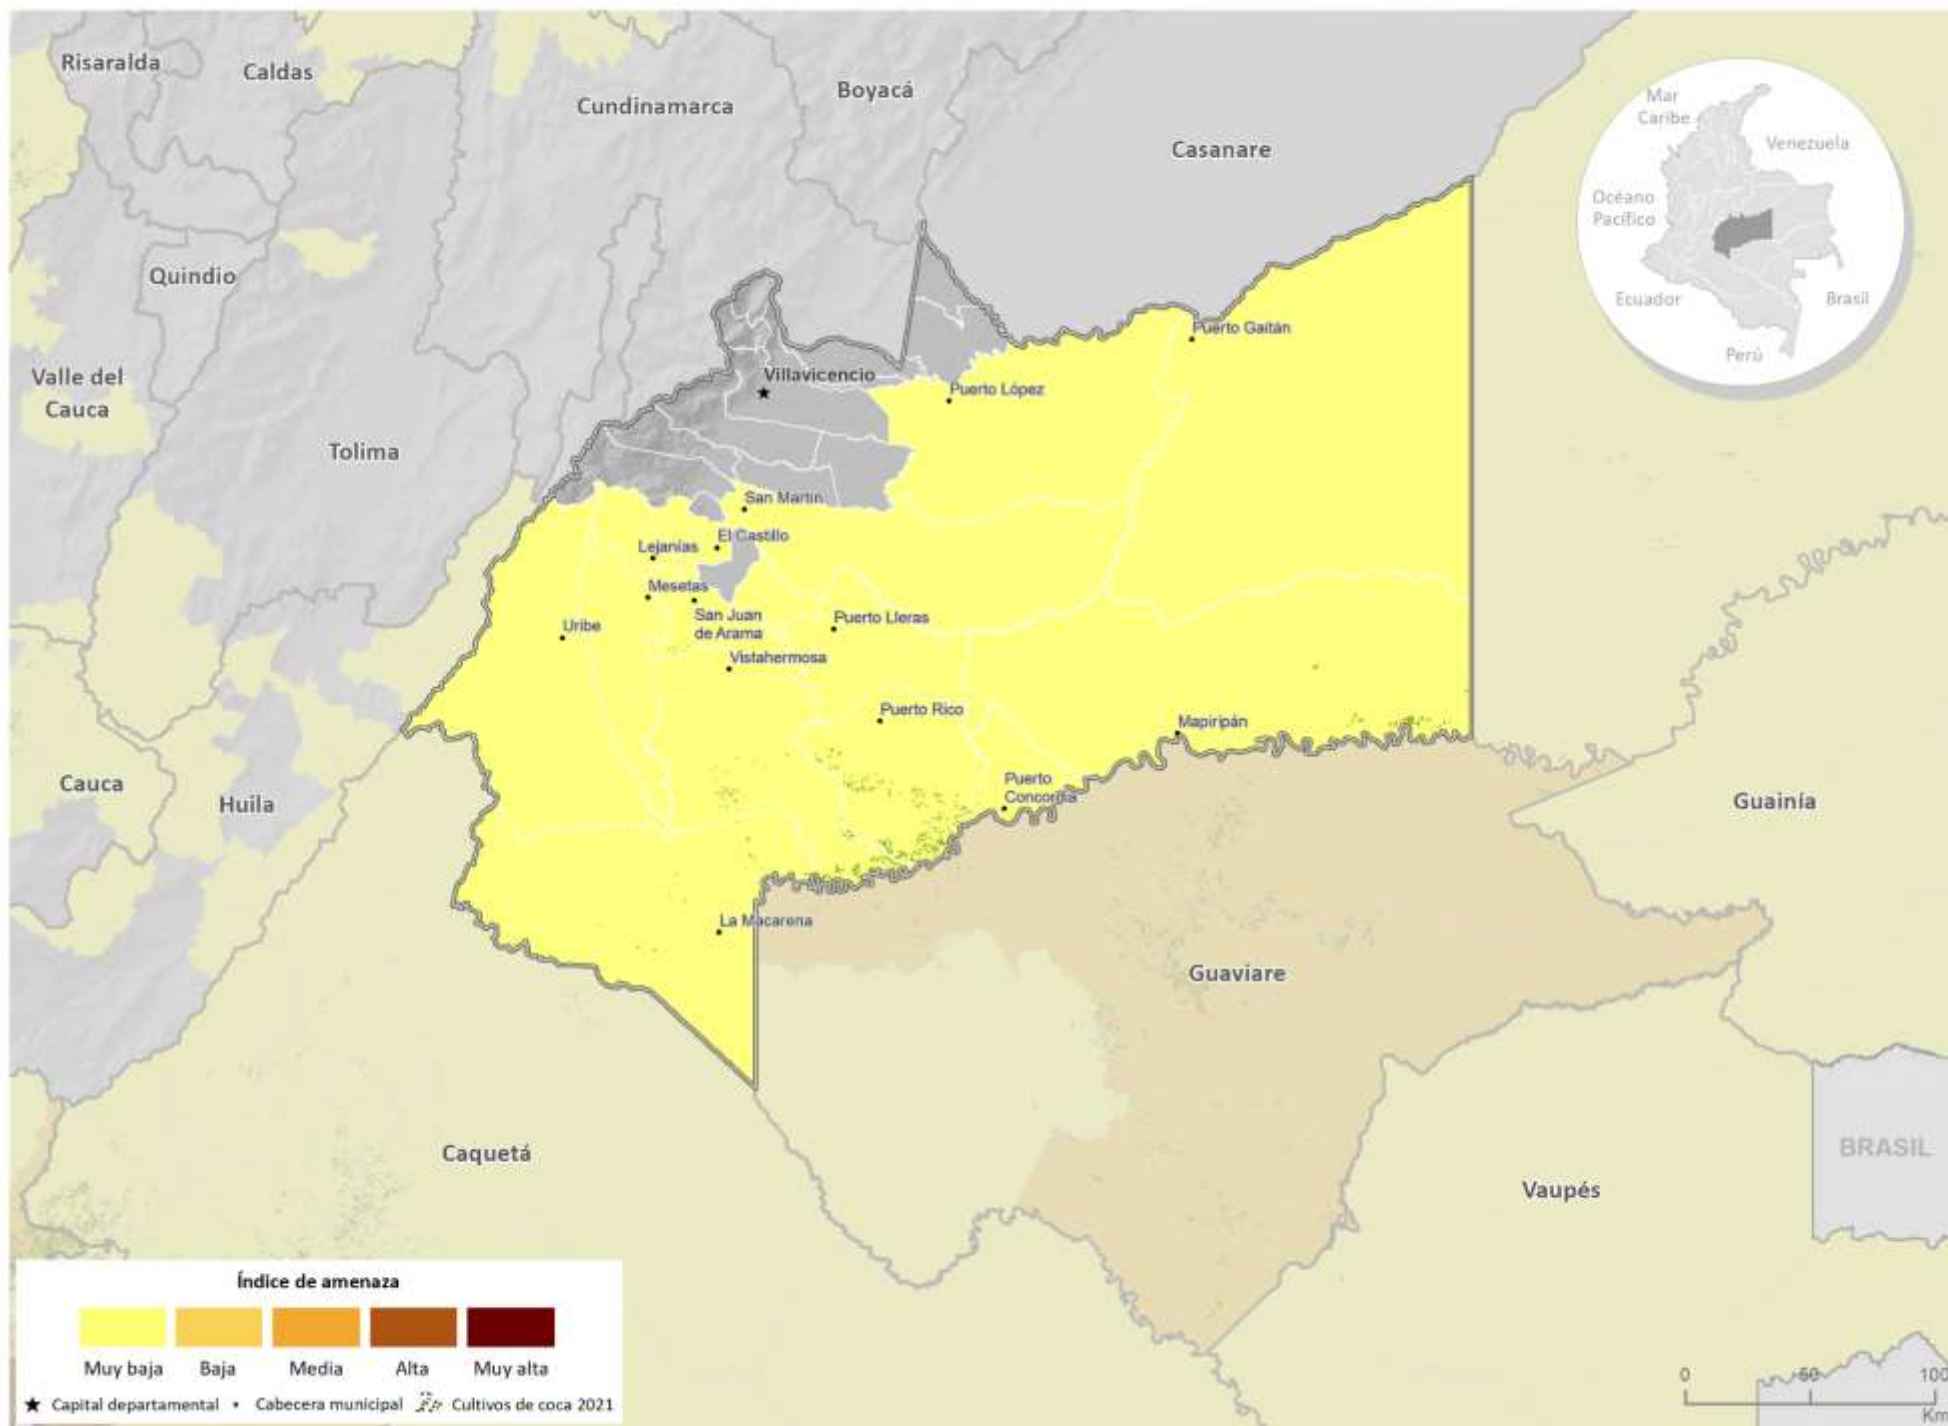 Risaralda
Caldas
Cundinamarca
Boyacá
Casanare
Mar
Caribe
Venezuela
Océano
Pacífico
Ecuador
Brasil
Perú
Quindio
Valle del
Cauca
Tolima
Villavicencio
Puerto Gaitán
Puerto López
San Martín
El Castillo
Lejanías
Mesetas
San Juan
de Arama
Uribe
Puerto Lleras
Vistahermosa
Puerto Rico
Mapiripán
Puerto
Concordia
Cauca
Huila
Guainía
La Macarena
Guaviare
Caquetá
Vaupés
BRASIL
Índice de amenaza
Muy baja Baja Media Alta Muy alta
Capital departamental Cabecera municipal Cultivos de coca 2021
0 50 100
Km